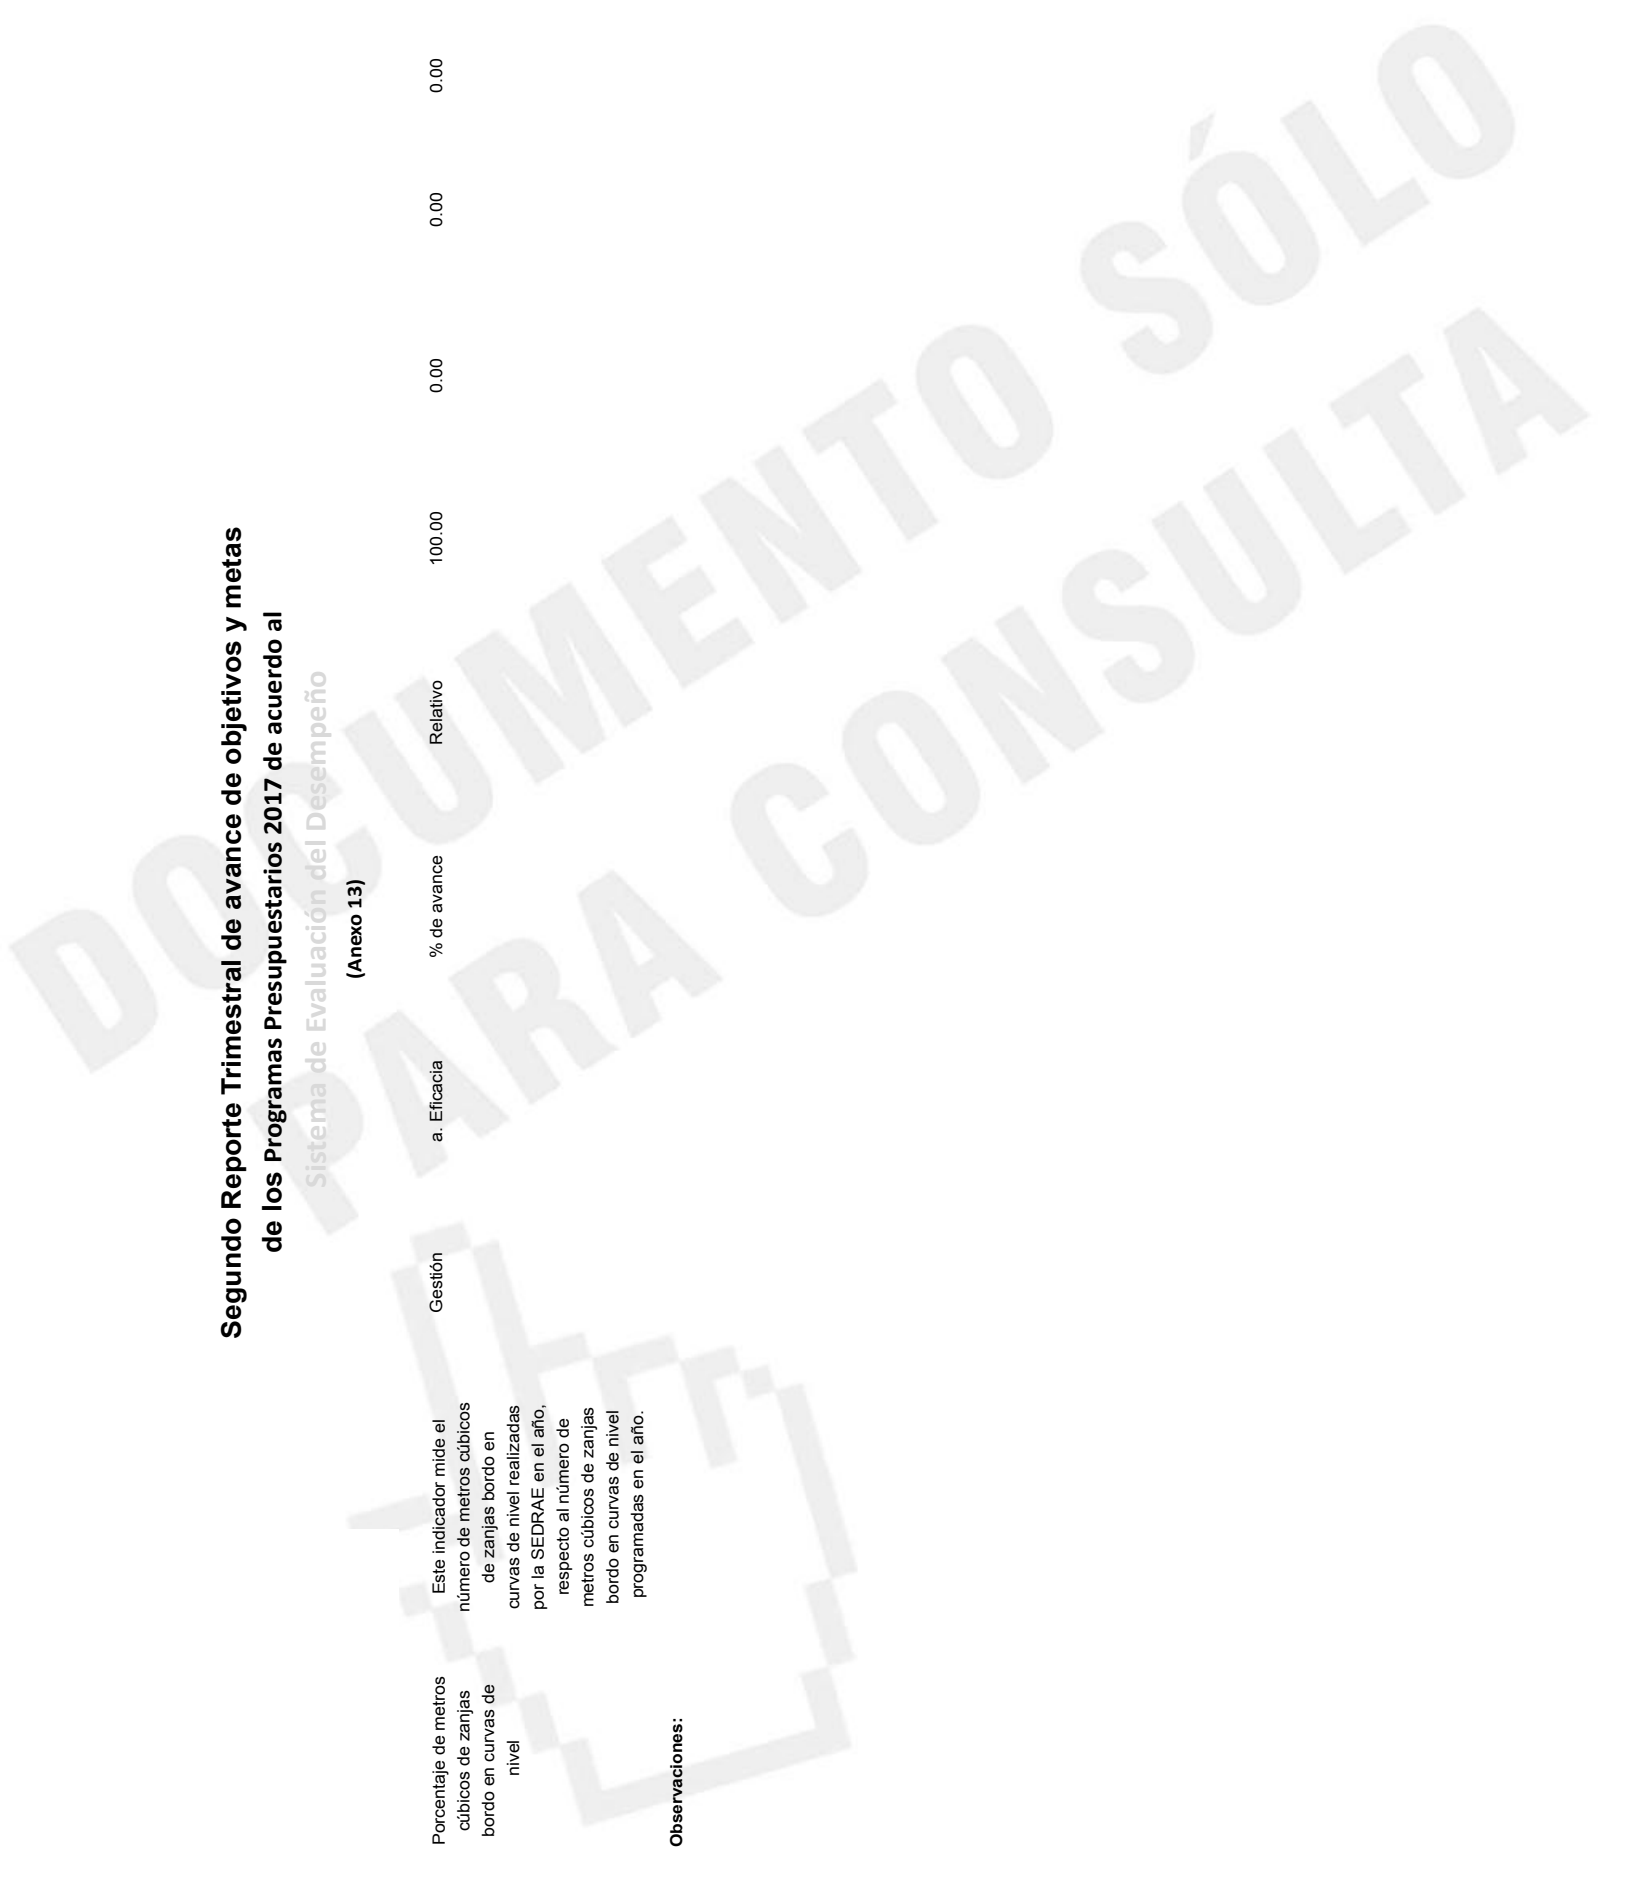 Segundo Reporte Trimestral de avance de objetivos y metas
de los Programas Presupuestarios 2017 de acuerdo al
Sistema de Evaluación del Desempeño
(Anexo 13)
Porcentaje de metros
cúbicos de zanjas
bordo en curvas de
nivel
Este indicador mide el
número de metros cúbicos
de zanjas bordo en
curvas de nivel realizadas
por la SEDRAE en el año,
respecto al número de
metros cúbicos de zanjas
bordo en curvas de nivel
programadas en el año.
Gestión
a. Eficacia
% de avance
Relativo
100.00
0.00
0.00
0.00
Observaciones:
DOCUMENTO SÓLO
PARA CONSULTA